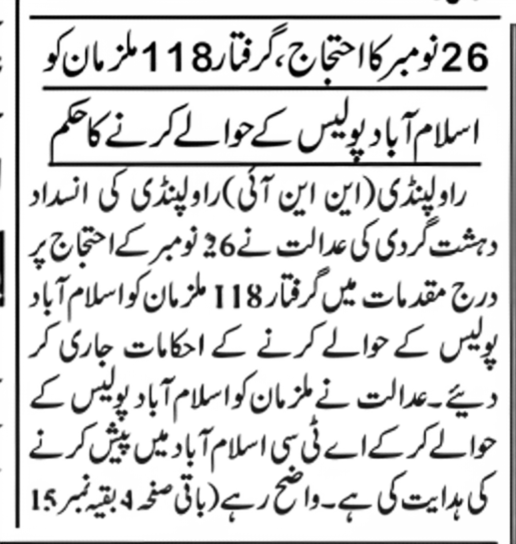 26 نومبر کا احتجاج، گرفتار 118 ملزمان کو
اسلام آباد پولیس کے حوالے کرنے کا حکم
راولپنڈی (این این آئی) راولپنڈی کی انسداد
دہشت گردی کی عدالت نے 26 نومبر کے احتجاج پر
درج مقدمات میں گرفتار 118 ملزمان کو اسلام آباد
پولیس کے حوالے کرنے کے احکامات جاری کر
دیئے۔ عدالت نے ملزمان کو اسلام آباد پولیس کے
حوالے کر کے اے ٹی سی اسلام آباد میں پیش کرنے
کی ہدایت کی ہے۔ واضح رہے (باقی صفحہ 4 بقیہ نمبر 15